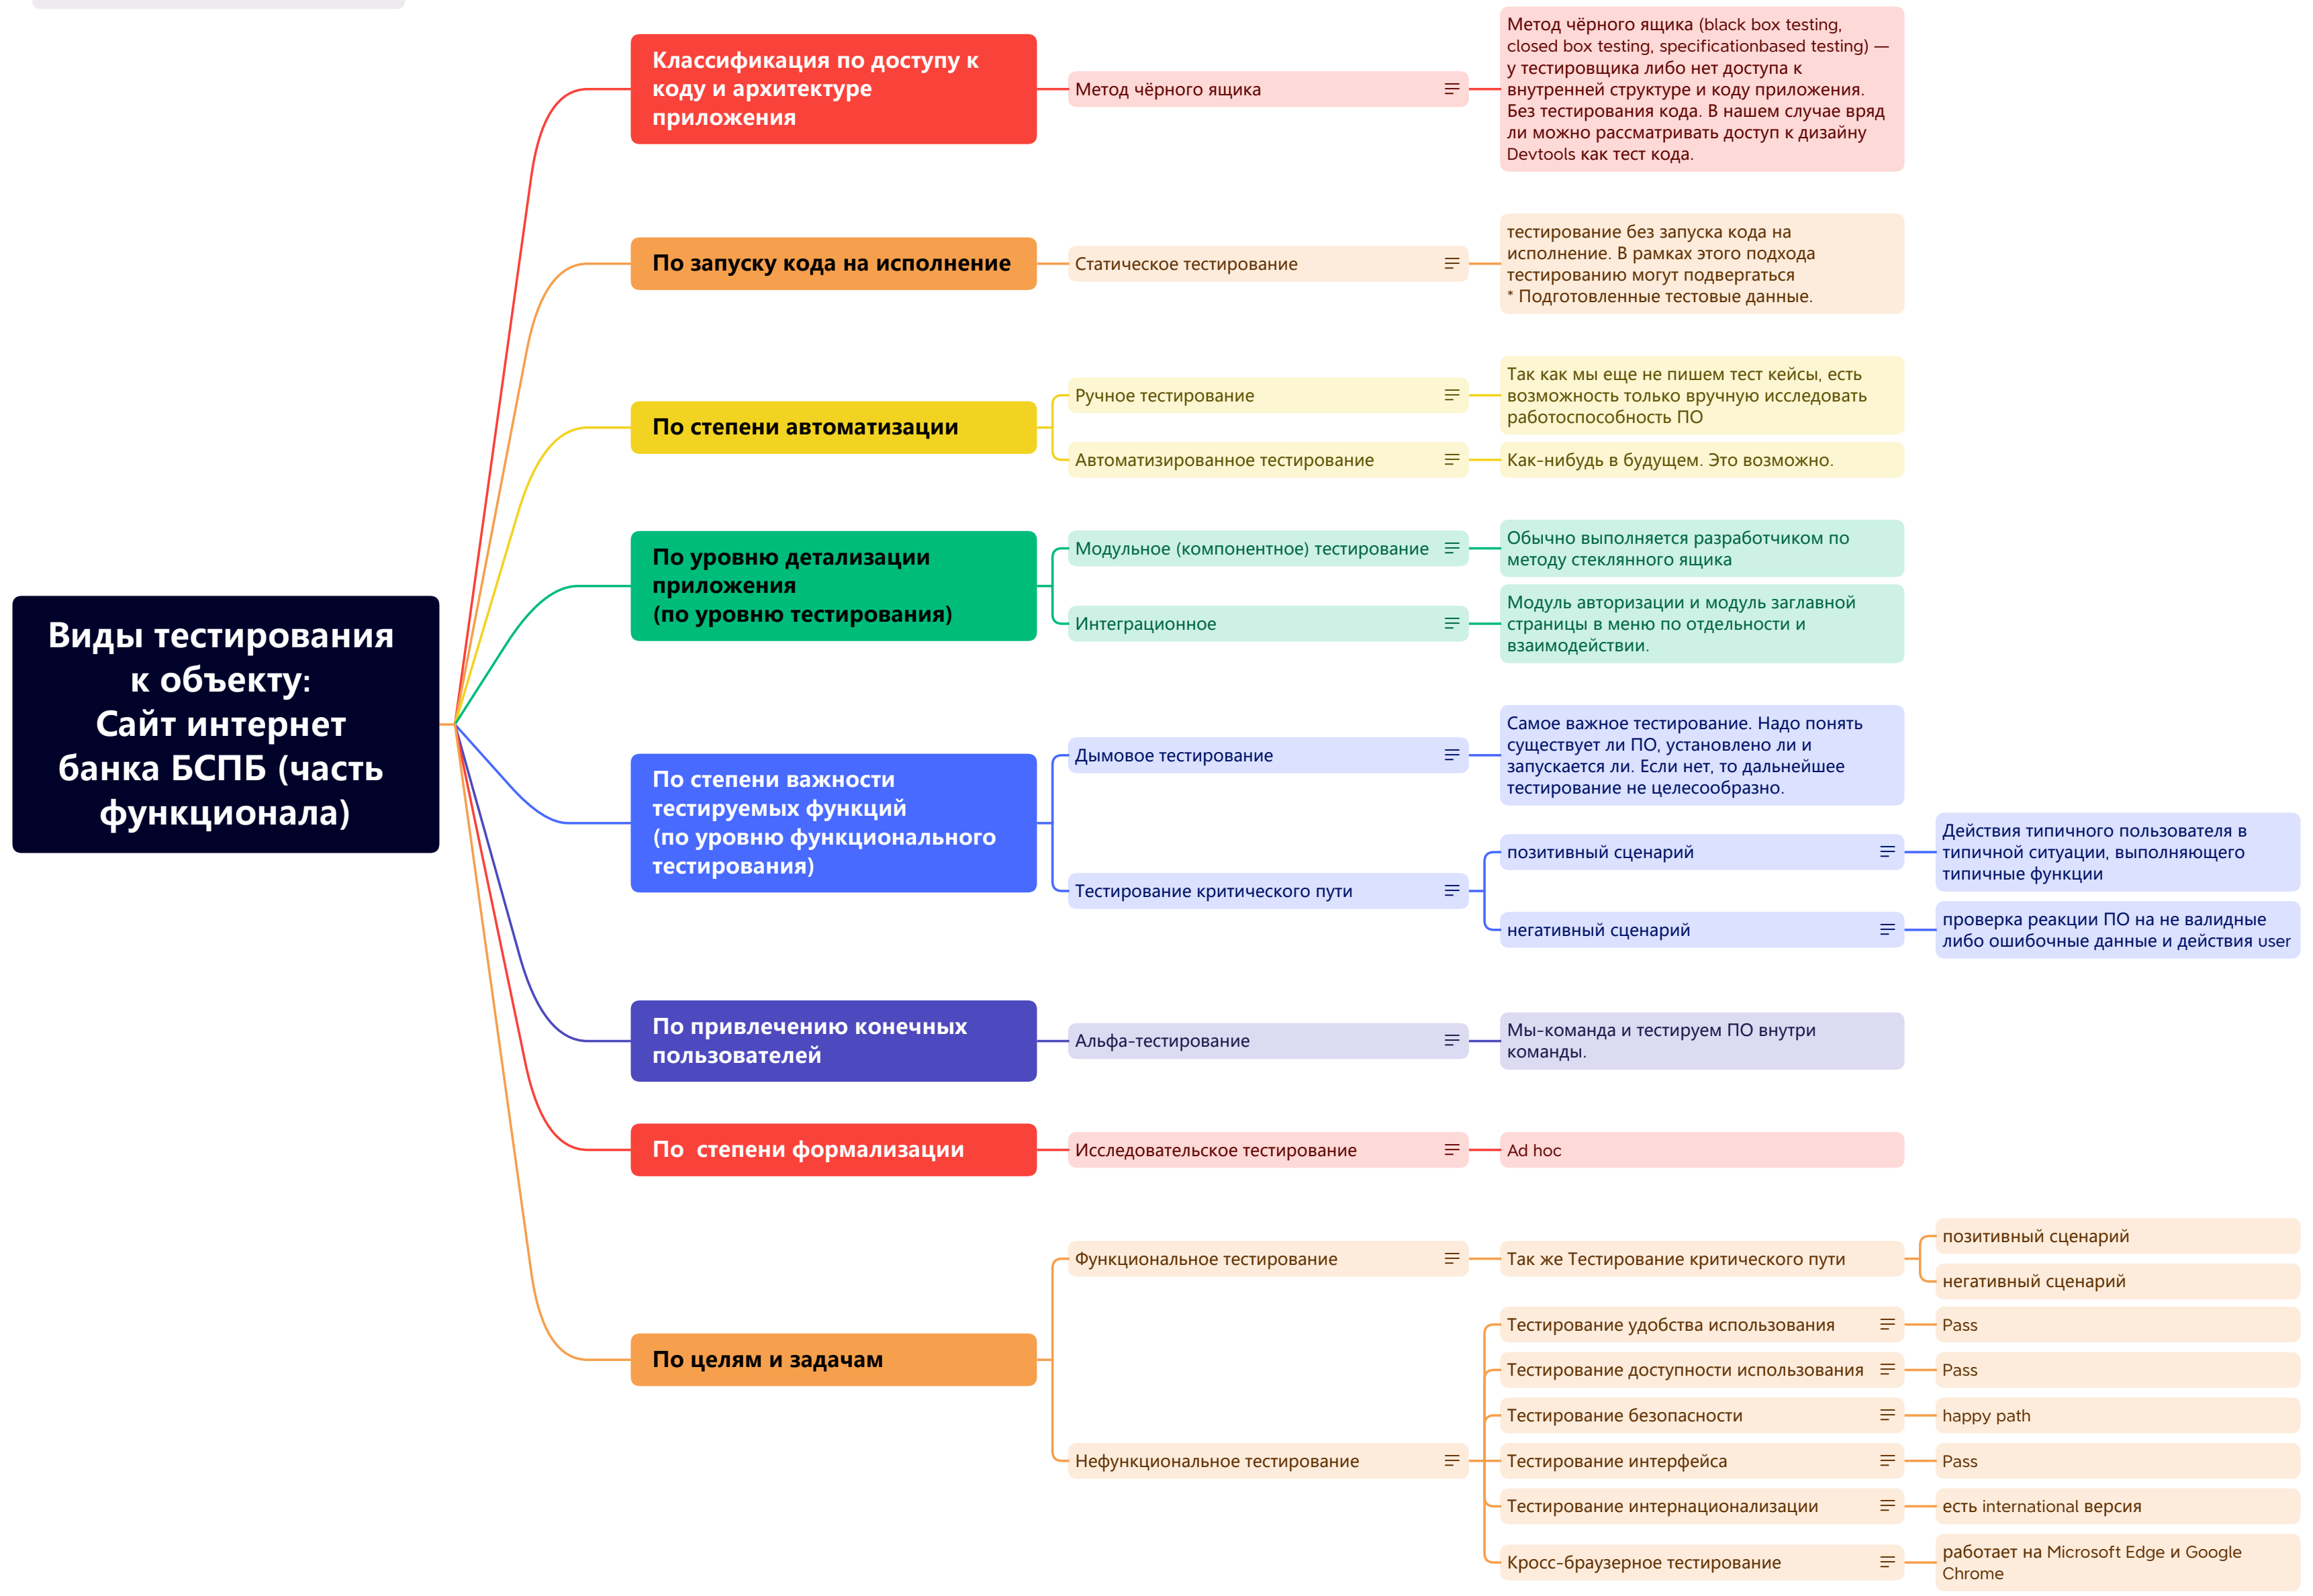 Виды тестирования
к объекту:
Сайт интернет
банка БСПБ (часть
функционала)
Классификация по доступу к
коду и архитектуре
приложения
Метод чёрного ящика
Метод чёрного ящика (black box testing,
closed box testing, specificationbased testing) —
у тестировщика либо нет доступа к
внутренней структуре и коду приложения.
Без тестирования кода. В нашем случае вряд
ли можно рассматривать доступ к дизайну
Devtools как тест кода.
По запуску кода на исполнение
Статическое тестирование
тестирование без запуска кода на
исполнение. В рамках этого подхода
тестированию могут подвергаться
* Подготовленные тестовые данные.
По степени автоматизации
Ручное тестирование
Так как мы еще не пишем тест кейсы, есть
возможность только вручную исследовать
работоспособность ПО
Автоматизированное тестирование
Как-нибудь в будущем. Это возможно.
По уровню детализации
приложения
(по уровню тестирования)
Модульное (компонентное) тестирование
Обычно выполняется разработчиком по
методу стеклянного ящика
Интеграционное
Модуль авторизации и модуль заглавной
страницы в меню по отдельности и
взаимодействии.
По степени важности
тестируемых функций
(по уровню функционального
тестирования)
Дымовое тестирование
Самое важное тестирование. Надо понять
существует ли ПО, установлено ли и
запускается ли. Если нет, то дальнейшее
тестирование не целесообразно.
Тестирование критического пути
позитивный сценарий
Действия типичного пользователя в
типичной ситуации, выполняющего
типичные функции
негативный сценарий
проверка реакции ПО на не валидные
либо ошибочные данные и действия user
По привлечению конечных
пользователей
Альфа-тестирование
Мы-команда и тестируем ПО внутри
команды.
По  степени формализации
Исследовательское тестирование
Ad hoc
По целям и задачам
Функциональное тестирование
Так же Тестирование критического пути
позитивный сценарий
негативный сценарий
Нефункциональное тестирование
Тестирование удобства использования
Pass
Тестирование доступности использования
Pass
Тестирование безопасности
happy path
Тестирование интерфейса
Pass
Тестирование интернационализации
есть international версия
Кросс-браузерное тестирование
работает на Microsoft Edge и Google
Chrome